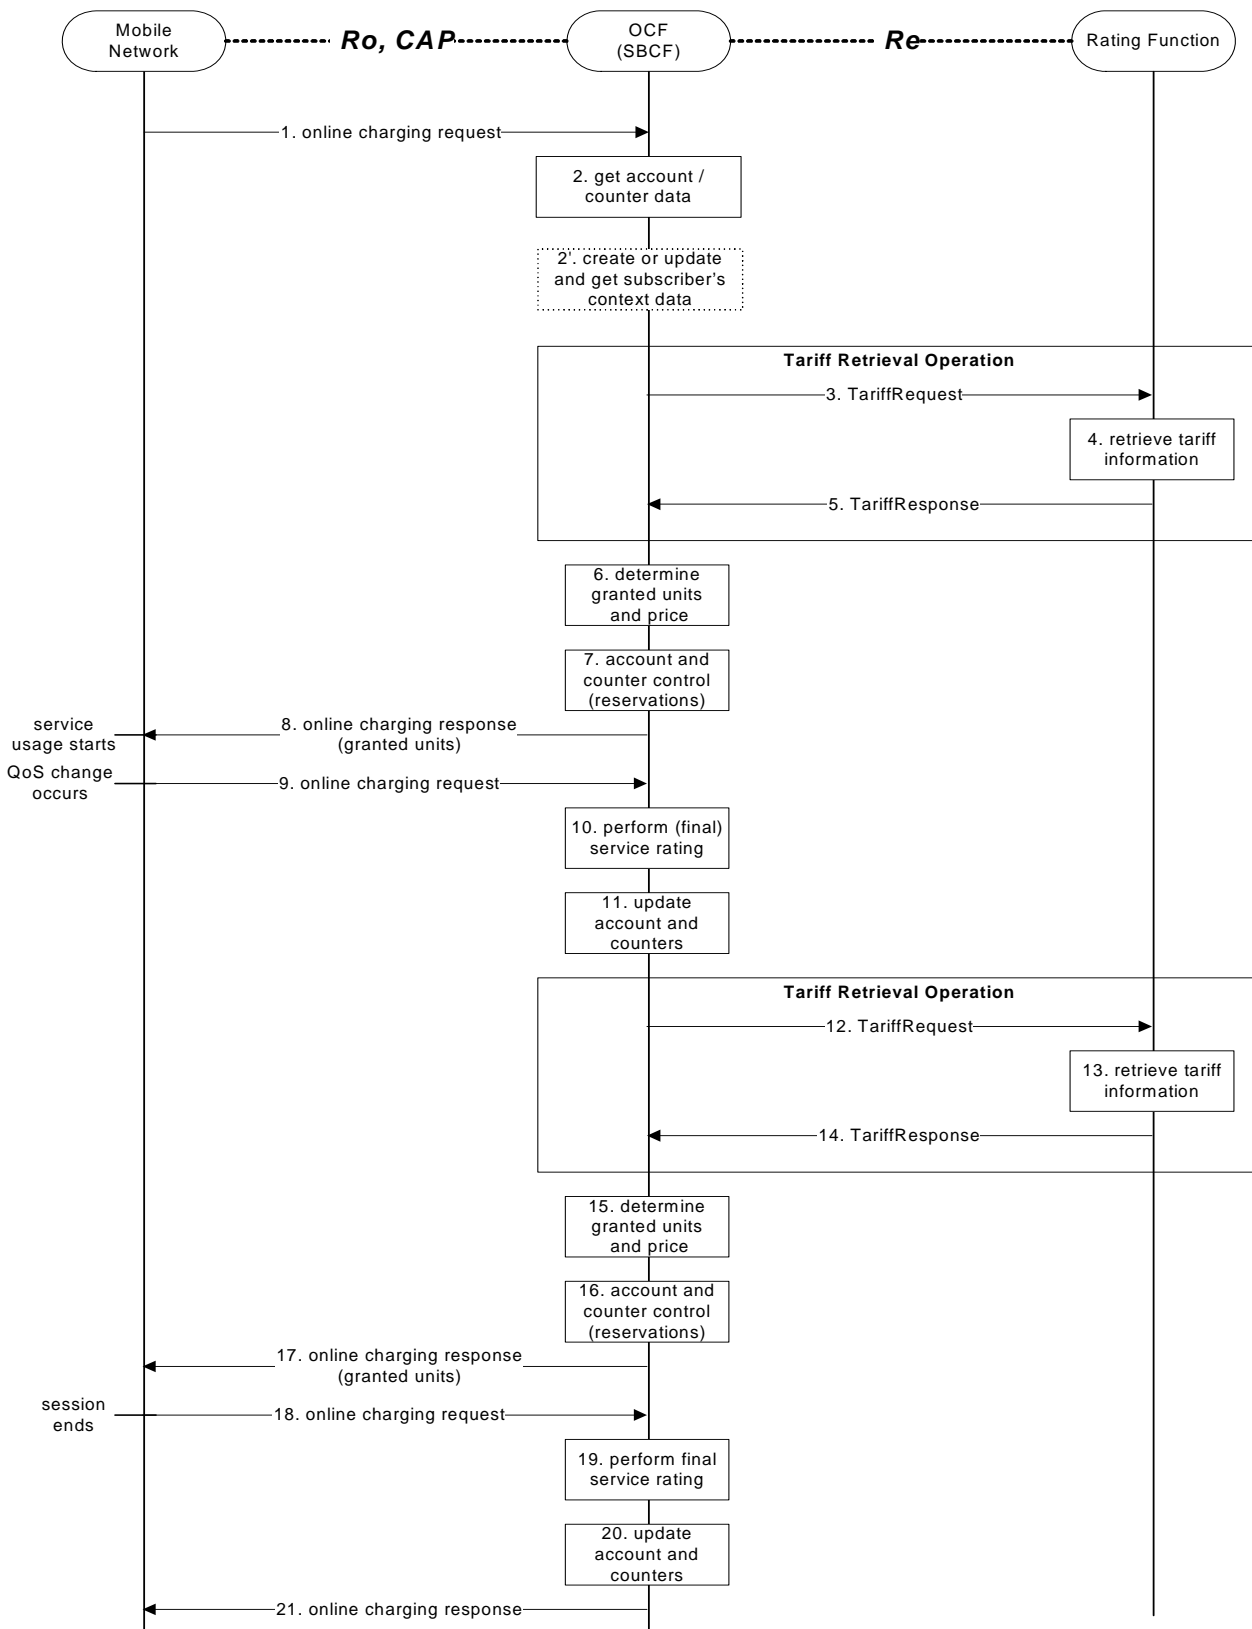 Mobile
Network
Ro, CAP
OCF
(SBCF)
Re
Rating Function
1. online charging request
2. get account /
counter data
2'. create or update
and get subscriber's
context data
Tariff Retrieval Operation
3. TariffRequest
4. retrieve tariff
information
5. TariffResponse
6. determine
granted units
and price
7. account and
counter control
(reservations)
service
usage starts
8. online charging response
(granted units)
QoS change
occurs
9. online charging request
10. perform (final)
service rating
11. update
account and
counters
Tariff Retrieval Operation
12. TariffRequest
13. retrieve tariff
information
14. TariffResponse
15. determine
granted units
and price
16. account and
counter control
(reservations)
17. online charging response
(granted units)
session
ends
18. online charging request
19. perform final
service rating
20. update
account and
counters
21. online charging response